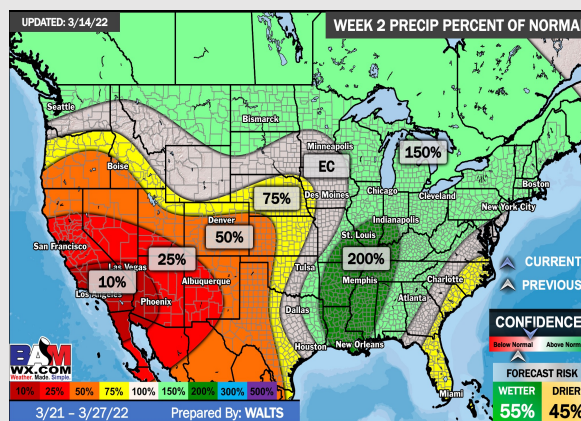 UPDATED: 3/14/22
WEEK 2 PRECIP PERCENT OF NORMA
Seattle
Bismarck
Minneapolis
150%
EC
Boise
Boston
75%
Des Moines
Chicago
Cleveland
New York City
Denver
50%
Indianapolis
St. Louis
San Francisco
25%
200%
CURRENT
Las Vegas
Tulsa
Memphis
Charlotte
10%
Albuquerque
PREVIOUS
Los Angeles
Phoenix
Atlanta
Dallas
CONFIDENCE
Houston
New Orleans
Below Normal
Above Norm
BAM
WX.COM
Weather. Made. Simple.
FORECAST RISK
10% 25% 50% 75% 100% 150% 200% 300% 500%
Miami
WETTER
DRIER
3/21 – 3/27/22
Prepared By: WALTS
55%
45%